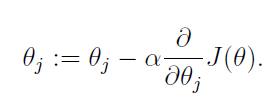 θ_j := θ_j − α ∂/∂θ_j J(θ).